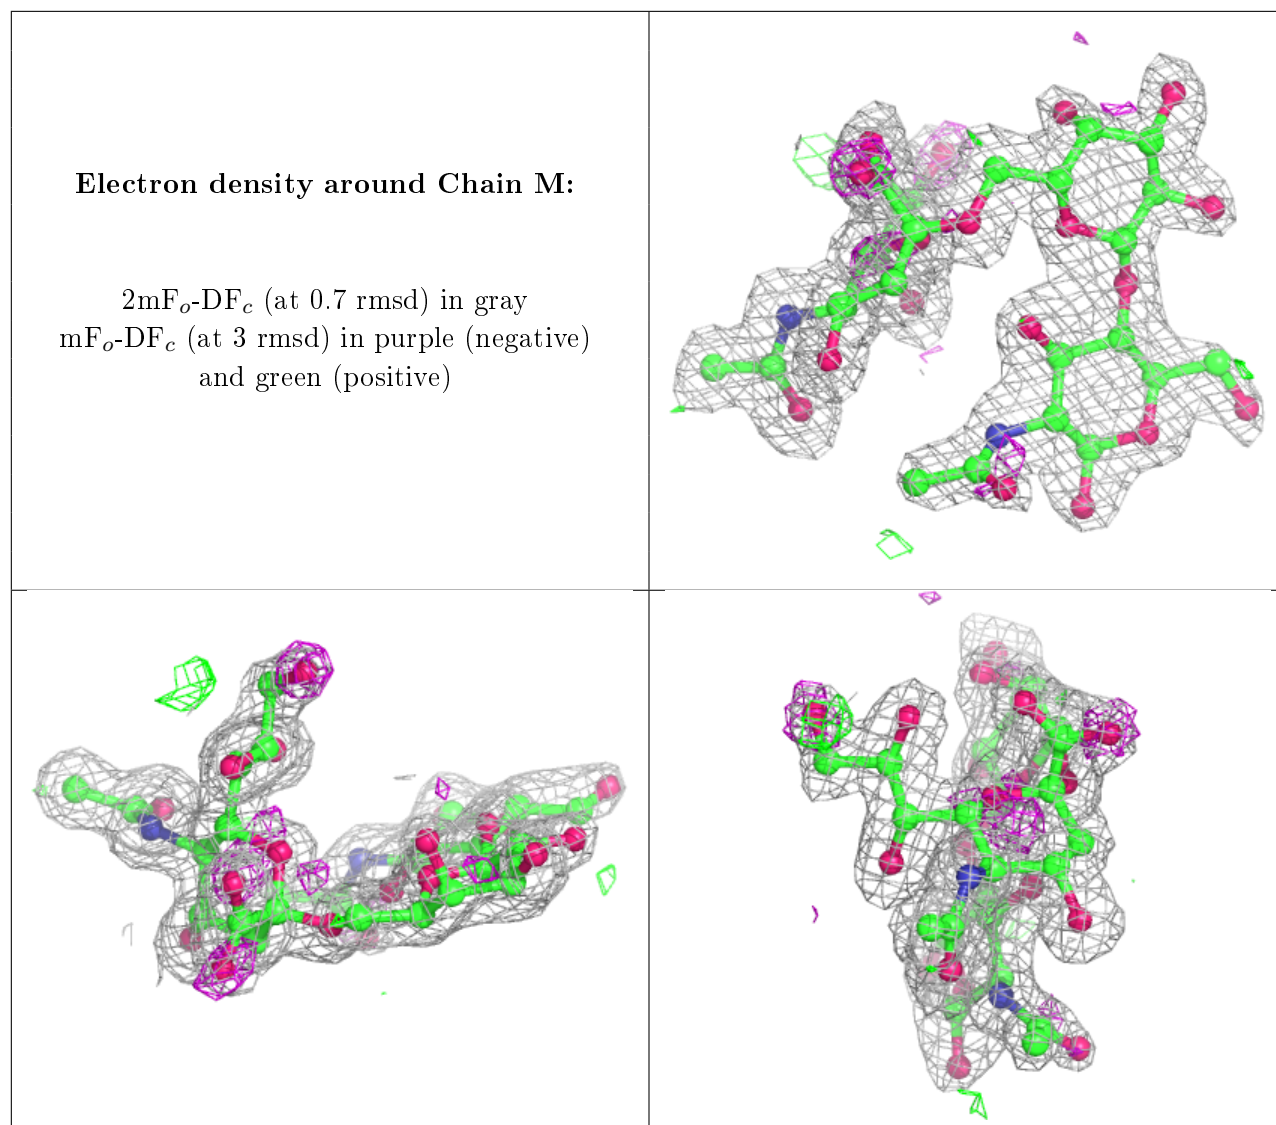 Electron density around Chain M:
2mFₒ-DF𝒸 (at 0.7 rmsd) in gray
mFₒ-DF𝒸 (at 3 rmsd) in purple (negative)
and green (positive)